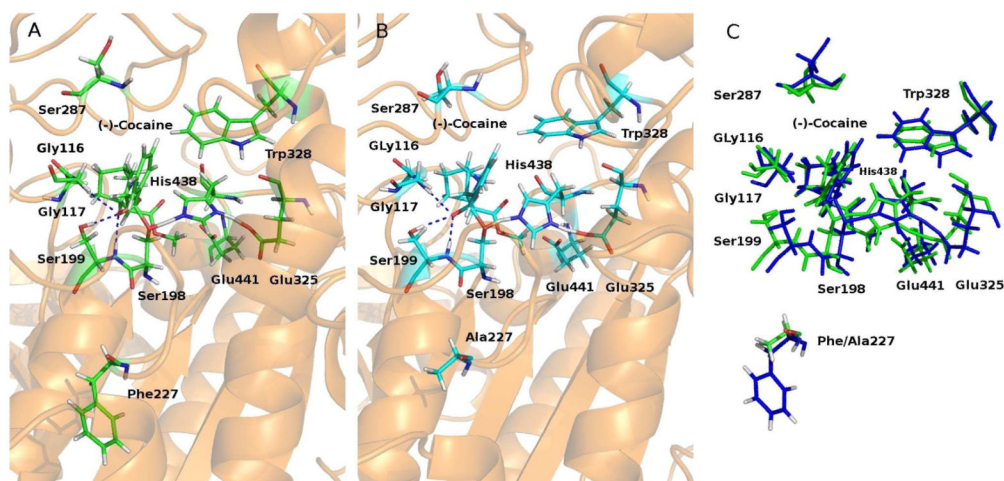 A
Ser287
(-)-Cocaine
Trp328
Gly116
His438
Gly117
Ser199
Ser198
Glu441
Glu325
Phe227
B
Ser287
(-)-Cocaine
Trp328
GLy116
His438
Gly117
Ser199
Ser198
Glu441
Glu325
Ala227
C
Ser287
Trp328
(-)-Cocaine
GLy116
His438
Gly117
Ser199
Ser198
Glu441
Glu325
Phe/Ala227